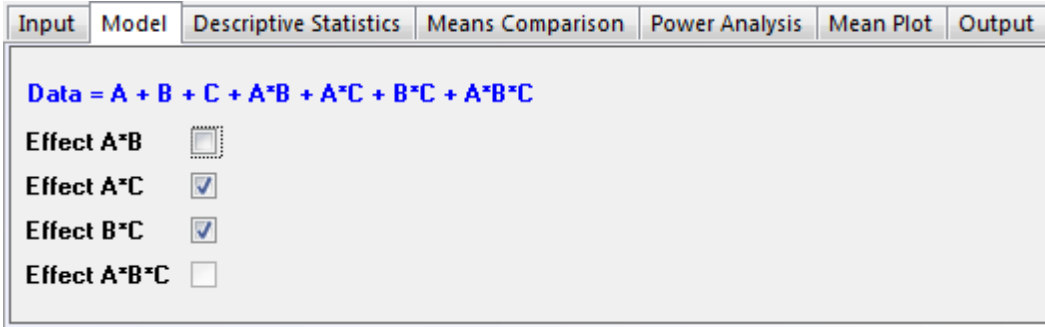 Input Model Descriptive Statistics Means Comparison Power Analysis Mean Plot Output
Data = A + B + C + A*B + A*C + B*C + A*B*C
Effect A*B
Effect A*C
Effect B*C
Effect A*B*C